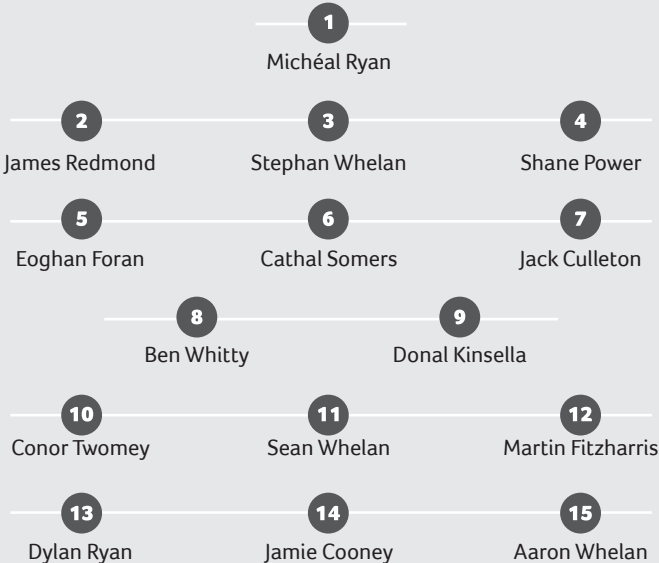 1
Michéal Ryan
2 3 4
James Redmond Stephan Whelan Shane Power
5 6 7
Eoghan Foran Cathal Somers Jack Culleton
8 9
Ben Whitty Donal Kinsella
10 11 12
Conor Twomey Sean Whelan Martin Fitzharris
13 14 15
Dylan Ryan Jamie Cooney Aaron Whelan